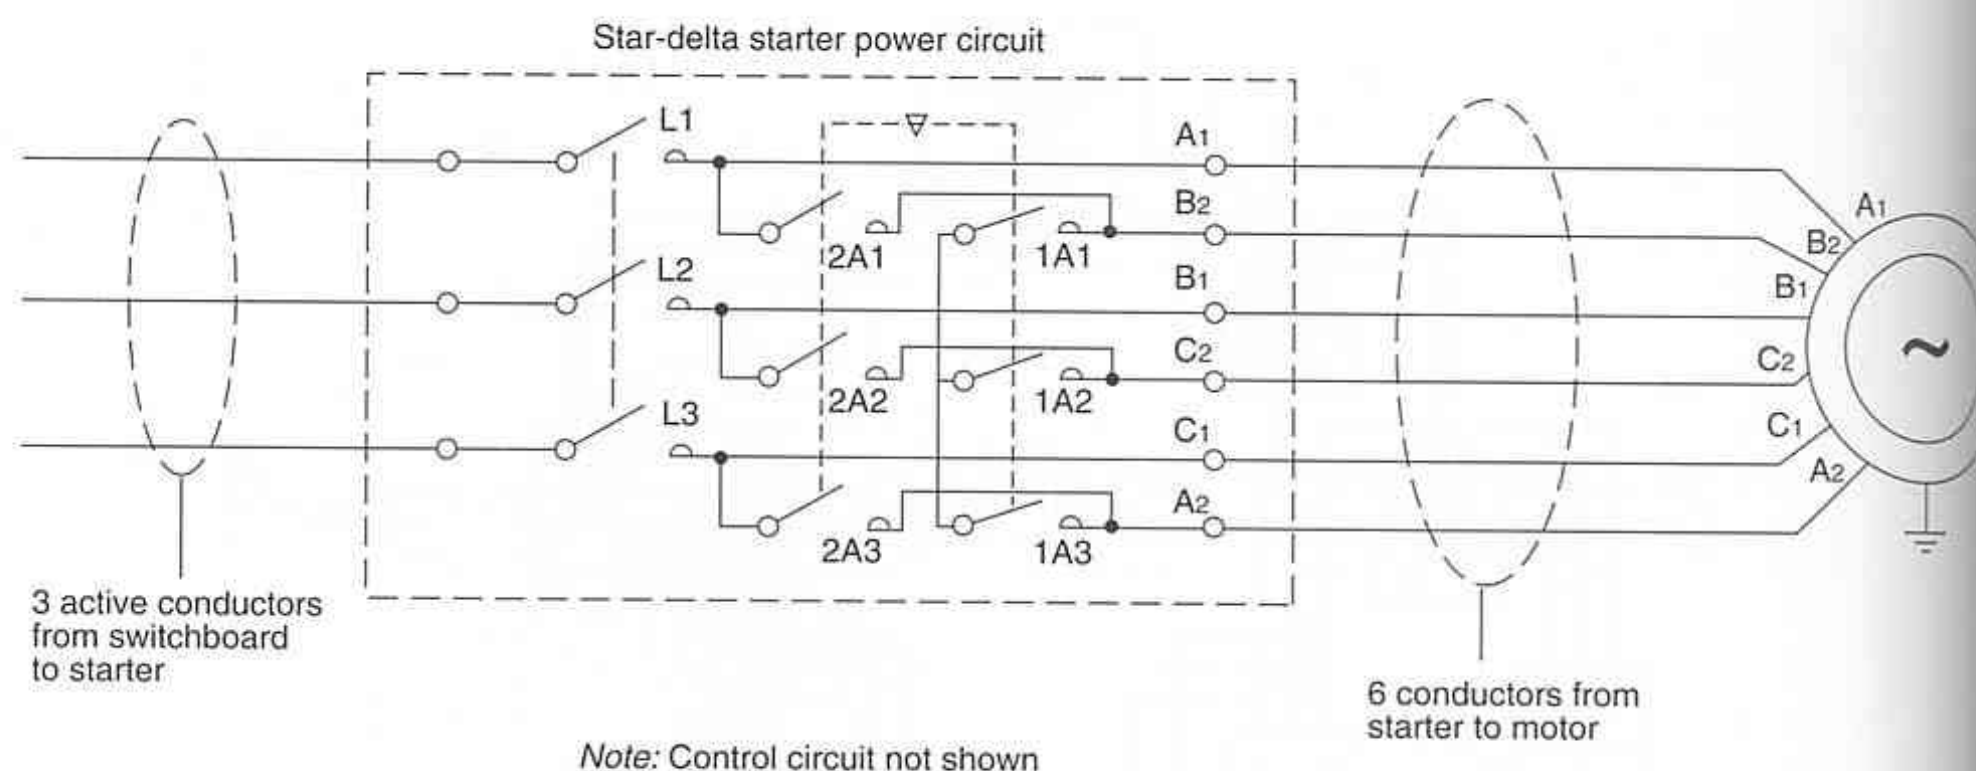 Star-delta starter power circuit
L1
A1
B2
2A1
1A1
L2
B1
C2
2A2
1A2
L3
C1
A2
2A3
1A3
A1
B2
B1
C2
C1
A2
~
3 active conductors
from switchboard
to starter
6 conductors from
starter to motor
Note: Control circuit not shown